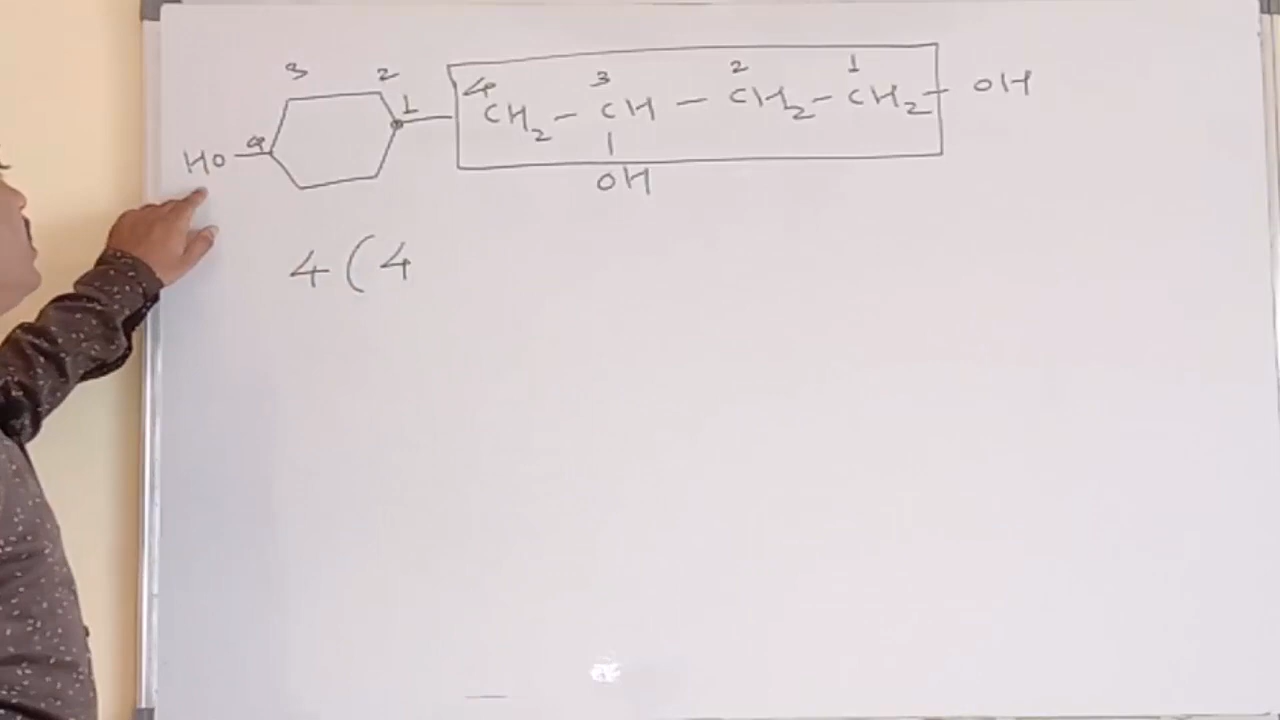 3 2 1 4 3 2 1
HO 4 CH2 - CH - CH2 - CH2 - OH
OH
4 (4